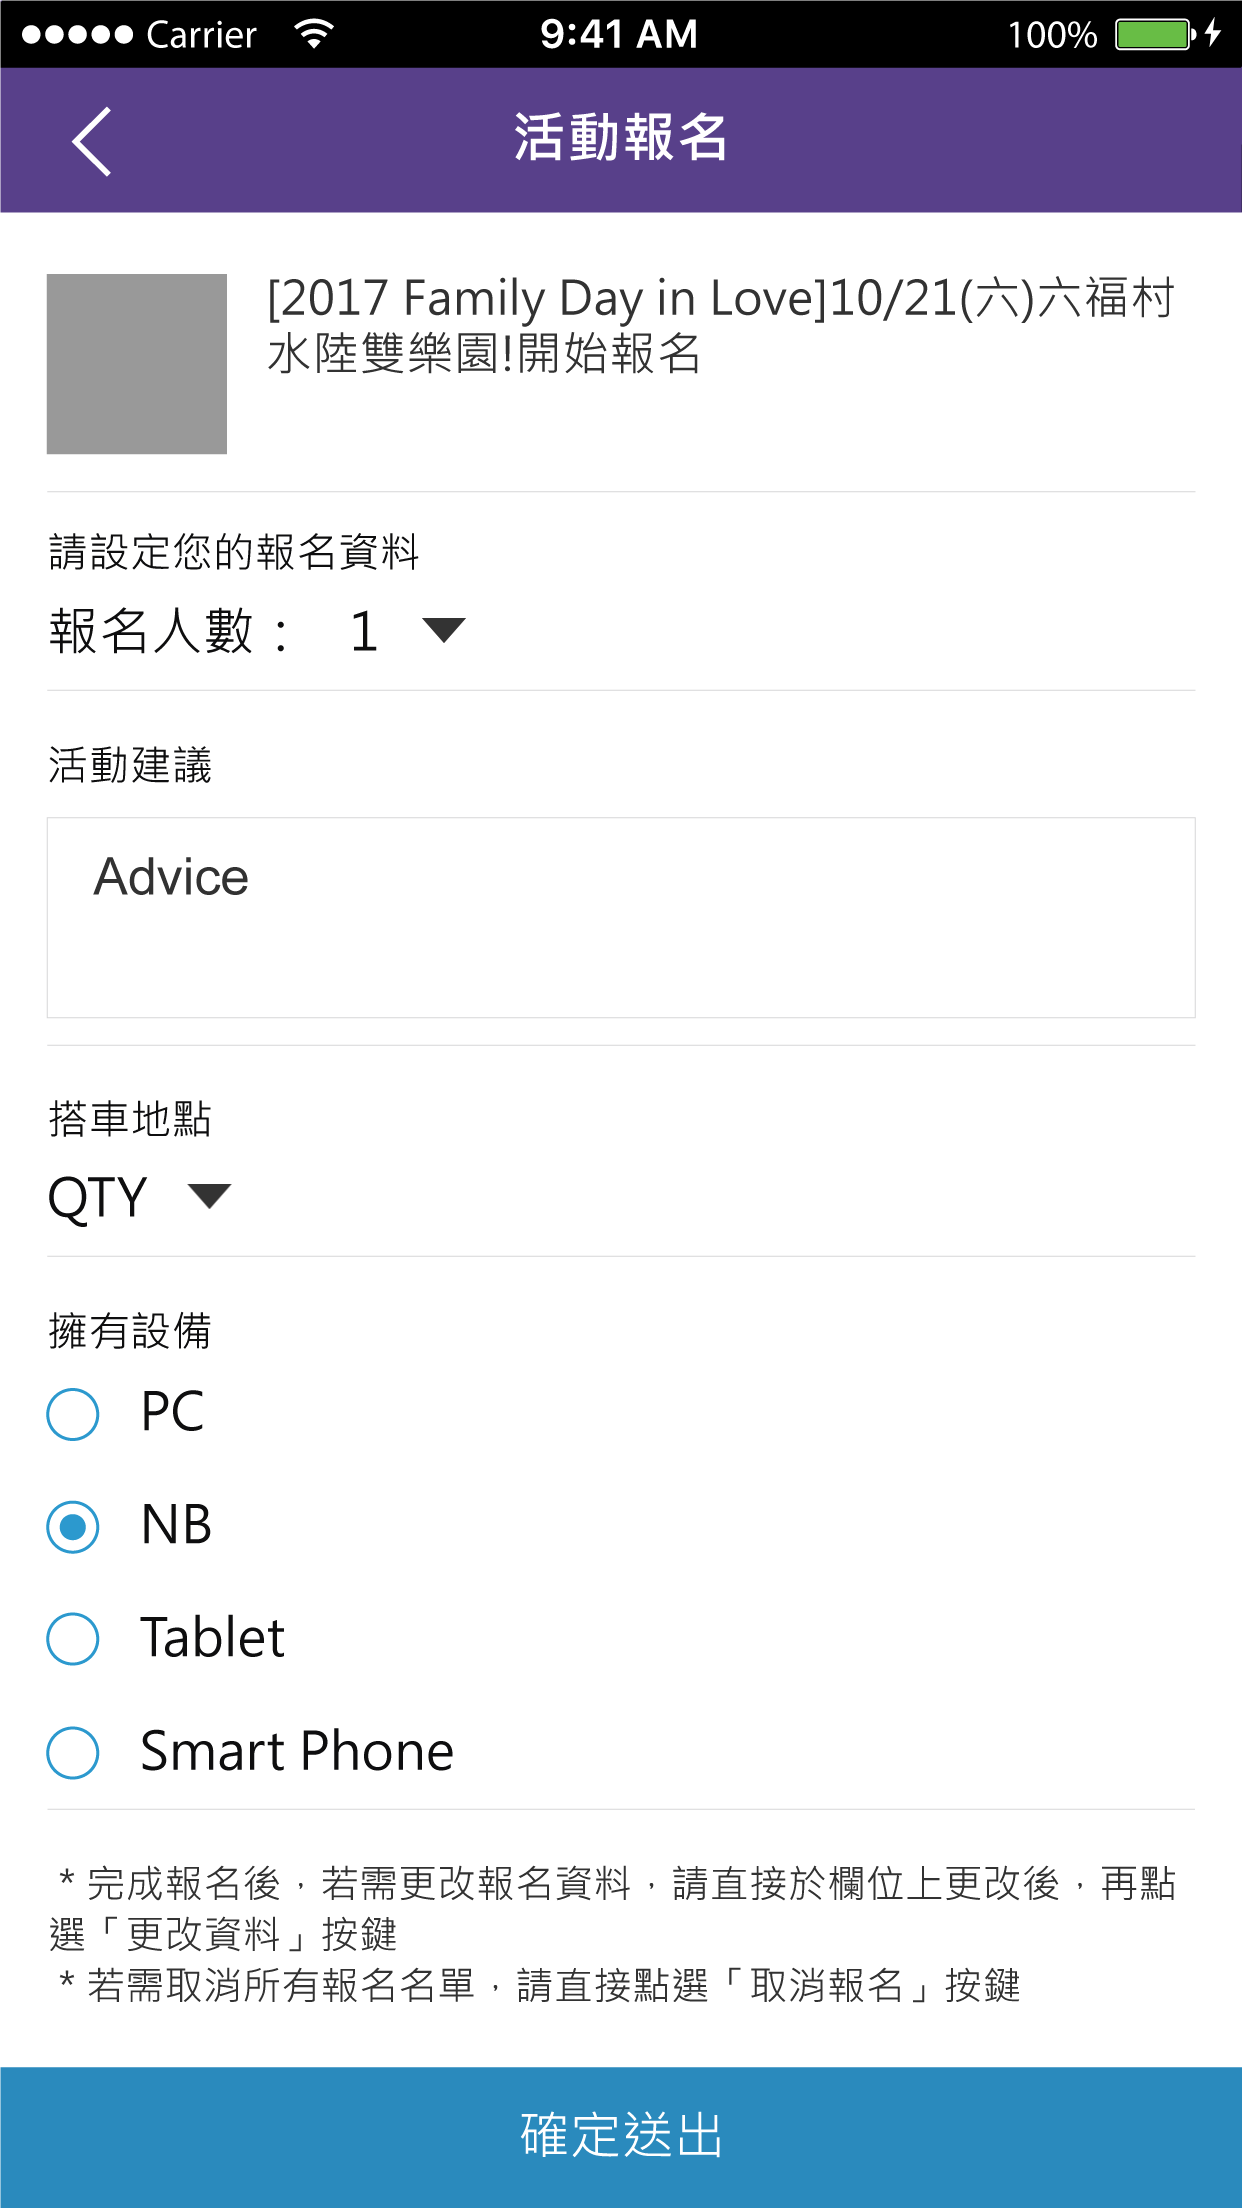 Carrier 9:41 AM 100%
活動報名
[2017 Family Day in Love]10/21(六)六福村
水陸雙樂園!開始報名
請設定您的報名資料
報名人數： 1
活動建議
Advice
搭車地點
QTY
擁有設備
PC
NB
Tablet
Smart Phone
* 完成報名後，若需更改報名資料，請直接於欄位上更改後，再點
選「更改資料」按鍵
* 若需取消所有報名名單，請直接點選「取消報名」按鍵
確定送出